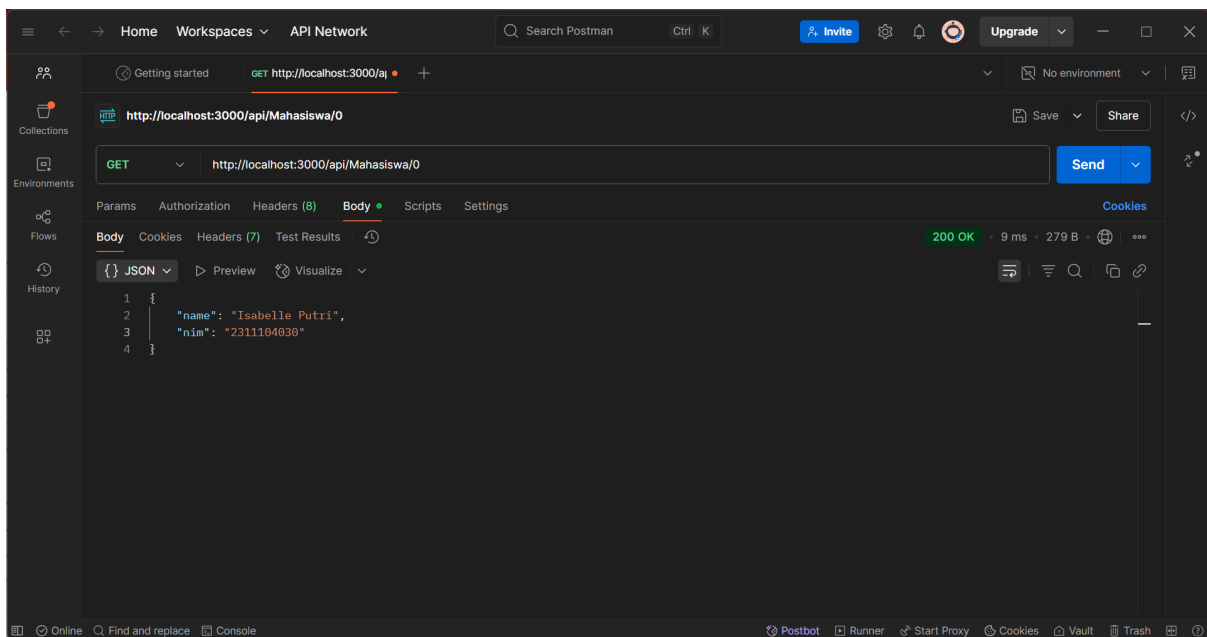 Home Workspaces API Network Search Postman Ctrl K Invite Upgrade
Getting started GET http://localhost:3000/a No environment
HTTP http://localhost:3000/api/Mahasiswa/0 Save Share
Collections
GET http://localhost:3000/api/Mahasiswa/0 Send
Environments
Params Authorization Headers (8) Body Scripts Settings Cookies
Flows
Body Cookies Headers (7) Test Results 200 OK 9 ms 279 B
{} JSON Preview Visualize
History
1 {
2 "name": "Isabelle Putri",
3 "nim": "2311104030"
4 }
Online Find and replace Console Postbot Runner Start Proxy Cookies Vault Trash